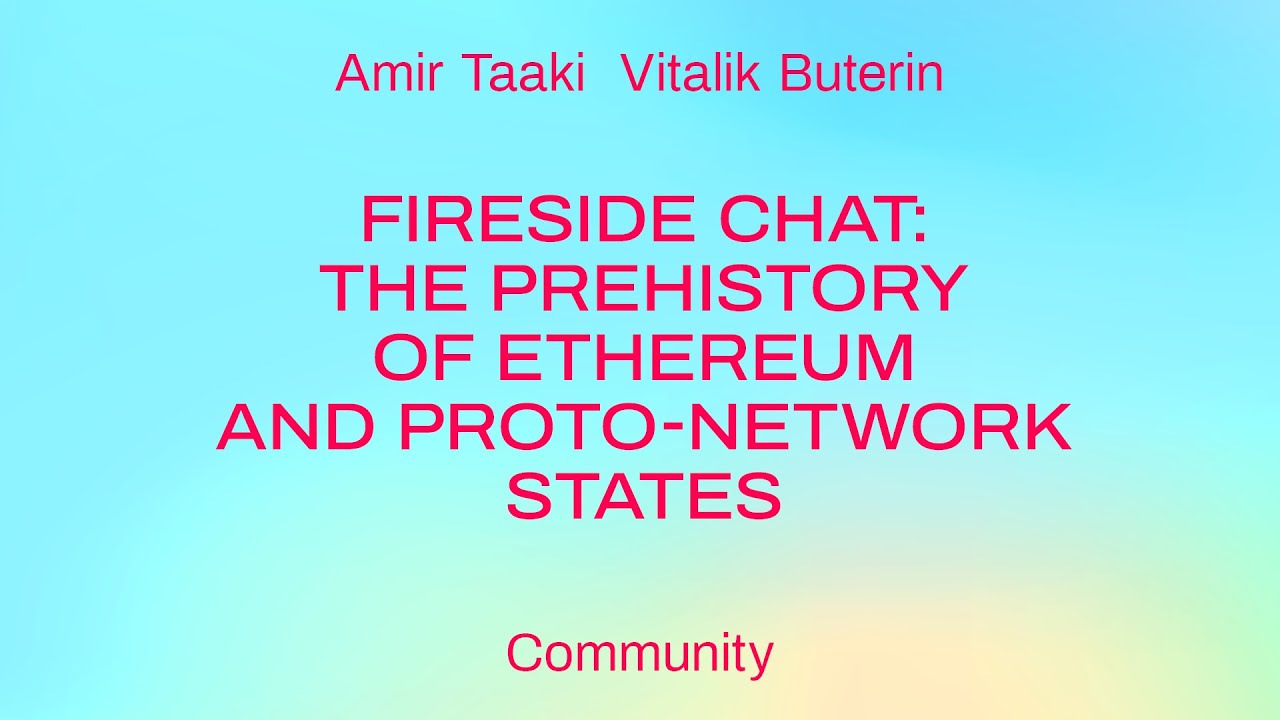 Amir Taaki  Vitalik Buterin
FIRESIDE CHAT:
THE PREHISTORY
OF ETHEREUM
AND PROTO-NETWORK
STATES
Community